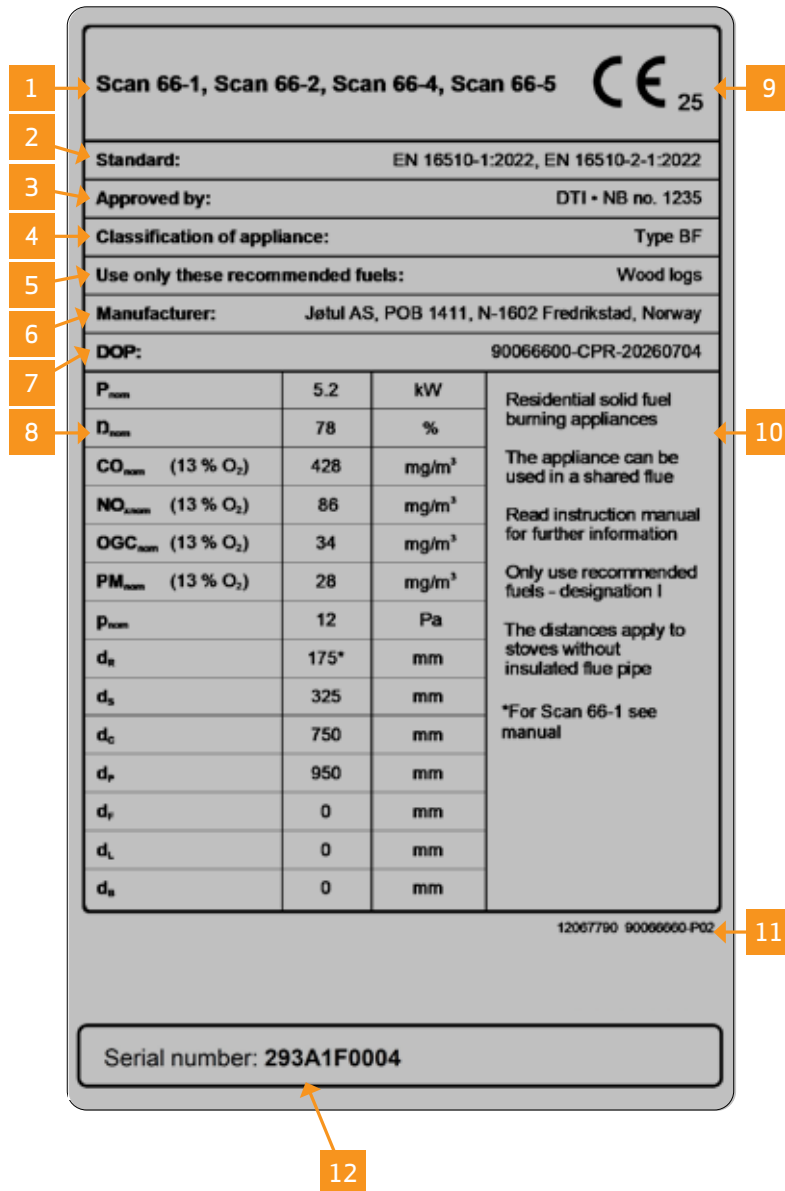 1
Scan 66-1, Scan 66-2, Scan 66-4, Scan 66-5 CE 25
9
2
Standard: EN 16510-1:2022, EN 16510-2-1:2022
3
Approved by: DTI • NB no. 1235
4
Classification of appliance: Type BF
5
Use only these recommended fuels: Wood logs
6
Manufacturer: Jøtul AS, POB 1411, N-1602 Fredrikstad, Norway
7
DOP: 90066600-CPR-20260704
8
Pnom 5.2 kW
Dnom 78 %
COnom (13 % O₂) 428 mg/m³
NOxnom (13 % O₂) 86 mg/m³
OGCnom (13 % O₂) 34 mg/m³
PMnom (13 % O₂) 28 mg/m³
pnom 12 Pa
dR 175* mm
dS 325 mm
dC 750 mm
dP 950 mm
dF 0 mm
dL 0 mm
dB 0 mm
10
Residential solid fuel
burning appliances
The appliance can be
used in a shared flue
Read instruction manual
for further information
Only use recommended
fuels - designation I
The distances apply to
stoves without
insulated flue pipe
*For Scan 66-1 see
manual
12067790 90066660-P02
11
Serial number: 293A1F0004
12